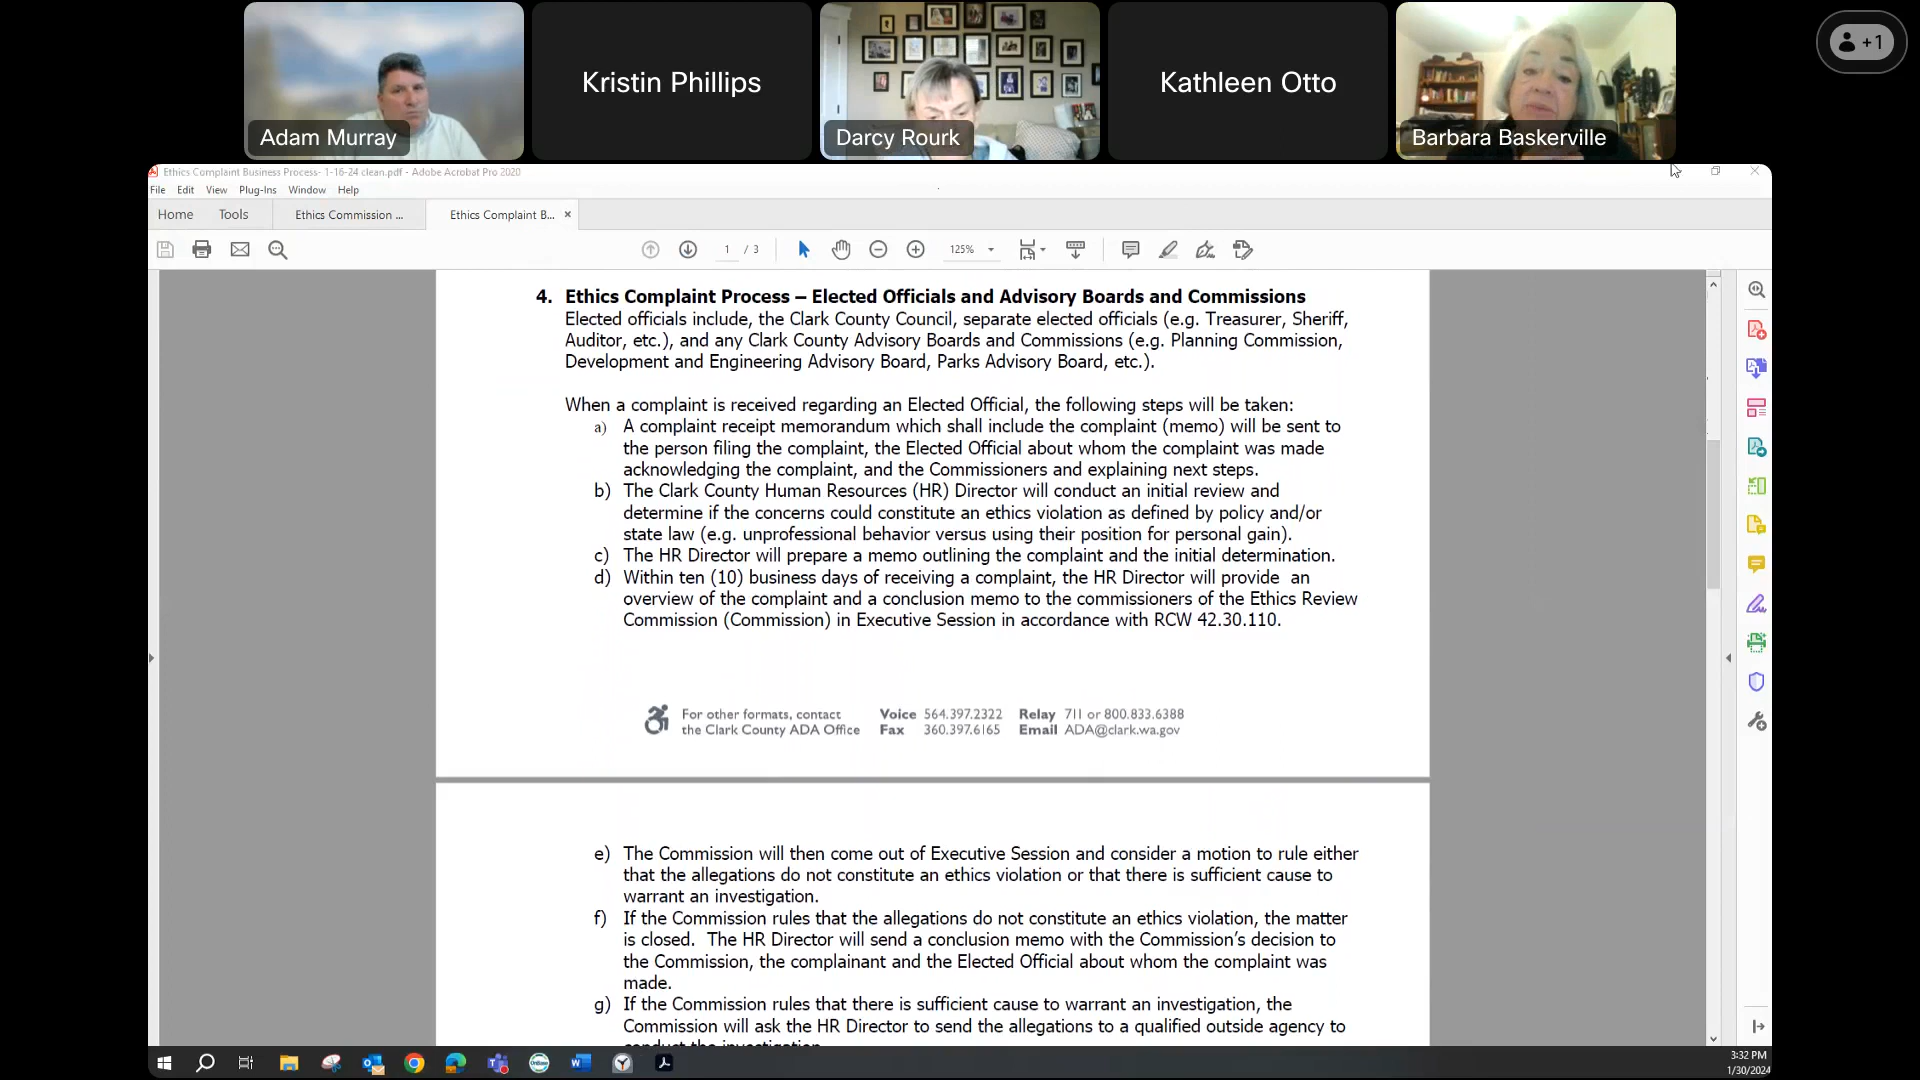 Adam Murray
Kristin Phillips
Darcy Rourk
Kathleen Otto
Barbara Baskerville
+1
Ethics Complaint Business Process- 1-16-24 clean.pdf - Adobe Acrobat Pro 2020
File Edit View Plug-Ins Window Help
Home Tools Ethics Commission ... Ethics Complaint B... ×
1 / 3 125%
4. Ethics Complaint Process – Elected Officials and Advisory Boards and Commissions
Elected officials include, the Clark County Council, separate elected officials (e.g. Treasurer, Sheriff,
Auditor, etc.), and any Clark County Advisory Boards and Commissions (e.g. Planning Commission,
Development and Engineering Advisory Board, Parks Advisory Board, etc.).
When a complaint is received regarding an Elected Official, the following steps will be taken:
a) A complaint receipt memorandum which shall include the complaint (memo) will be sent to
the person filing the complaint, the Elected Official about whom the complaint was made
acknowledging the complaint, and the Commissioners and explaining next steps.
b) The Clark County Human Resources (HR) Director will conduct an initial review and
determine if the concerns could constitute an ethics violation as defined by policy and/or
state law (e.g. unprofessional behavior versus using their position for personal gain).
c) The HR Director will prepare a memo outlining the complaint and the initial determination.
d) Within ten (10) business days of receiving a complaint, the HR Director will provide an
overview of the complaint and a conclusion memo to the commissioners of the Ethics Review
Commission (Commission) in Executive Session in accordance with RCW 42.30.110.
For other formats, contact Voice 564.397.2322 Relay 711 or 800.833.6388
the Clark County ADA Office Fax 360.397.6165 Email ADA@clark.wa.gov
e) The Commission will then come out of Executive Session and consider a motion to rule either
that the allegations do not constitute an ethics violation or that there is sufficient cause to
warrant an investigation.
f) If the Commission rules that the allegations do not constitute an ethics violation, the matter
is closed. The HR Director will send a conclusion memo with the Commission’s decision to
the Commission, the complainant and the Elected Official about whom the complaint was
made.
g) If the Commission rules that there is sufficient cause to warrant an investigation, the
Commission will ask the HR Director to send the allegations to a qualified outside agency to
conduct the investigation.
3:32 PM
1/30/2024